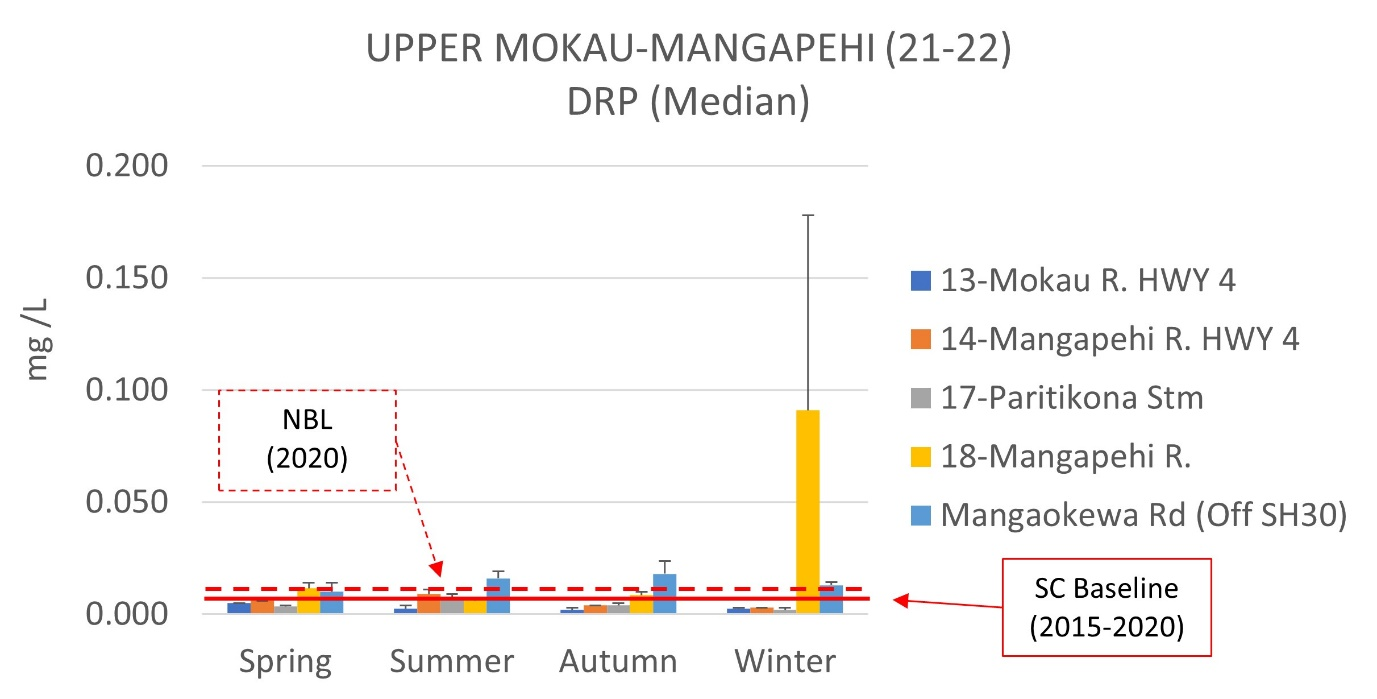 UPPER MOKAU-MANGAPEHI (21-22)
DRP (Median)
0.200
0.150
0.100
0.050
0.000
mg /L
NBL
(2020)
Spring
Summer
Autumn
Winter
13-Mokau R. HWY 4
14-Mangapehi R. HWY 4
17-Paritikona Stm
18-Mangapehi R.
Mangaokewa Rd (Off SH30)
SC Baseline
(2015-2020)